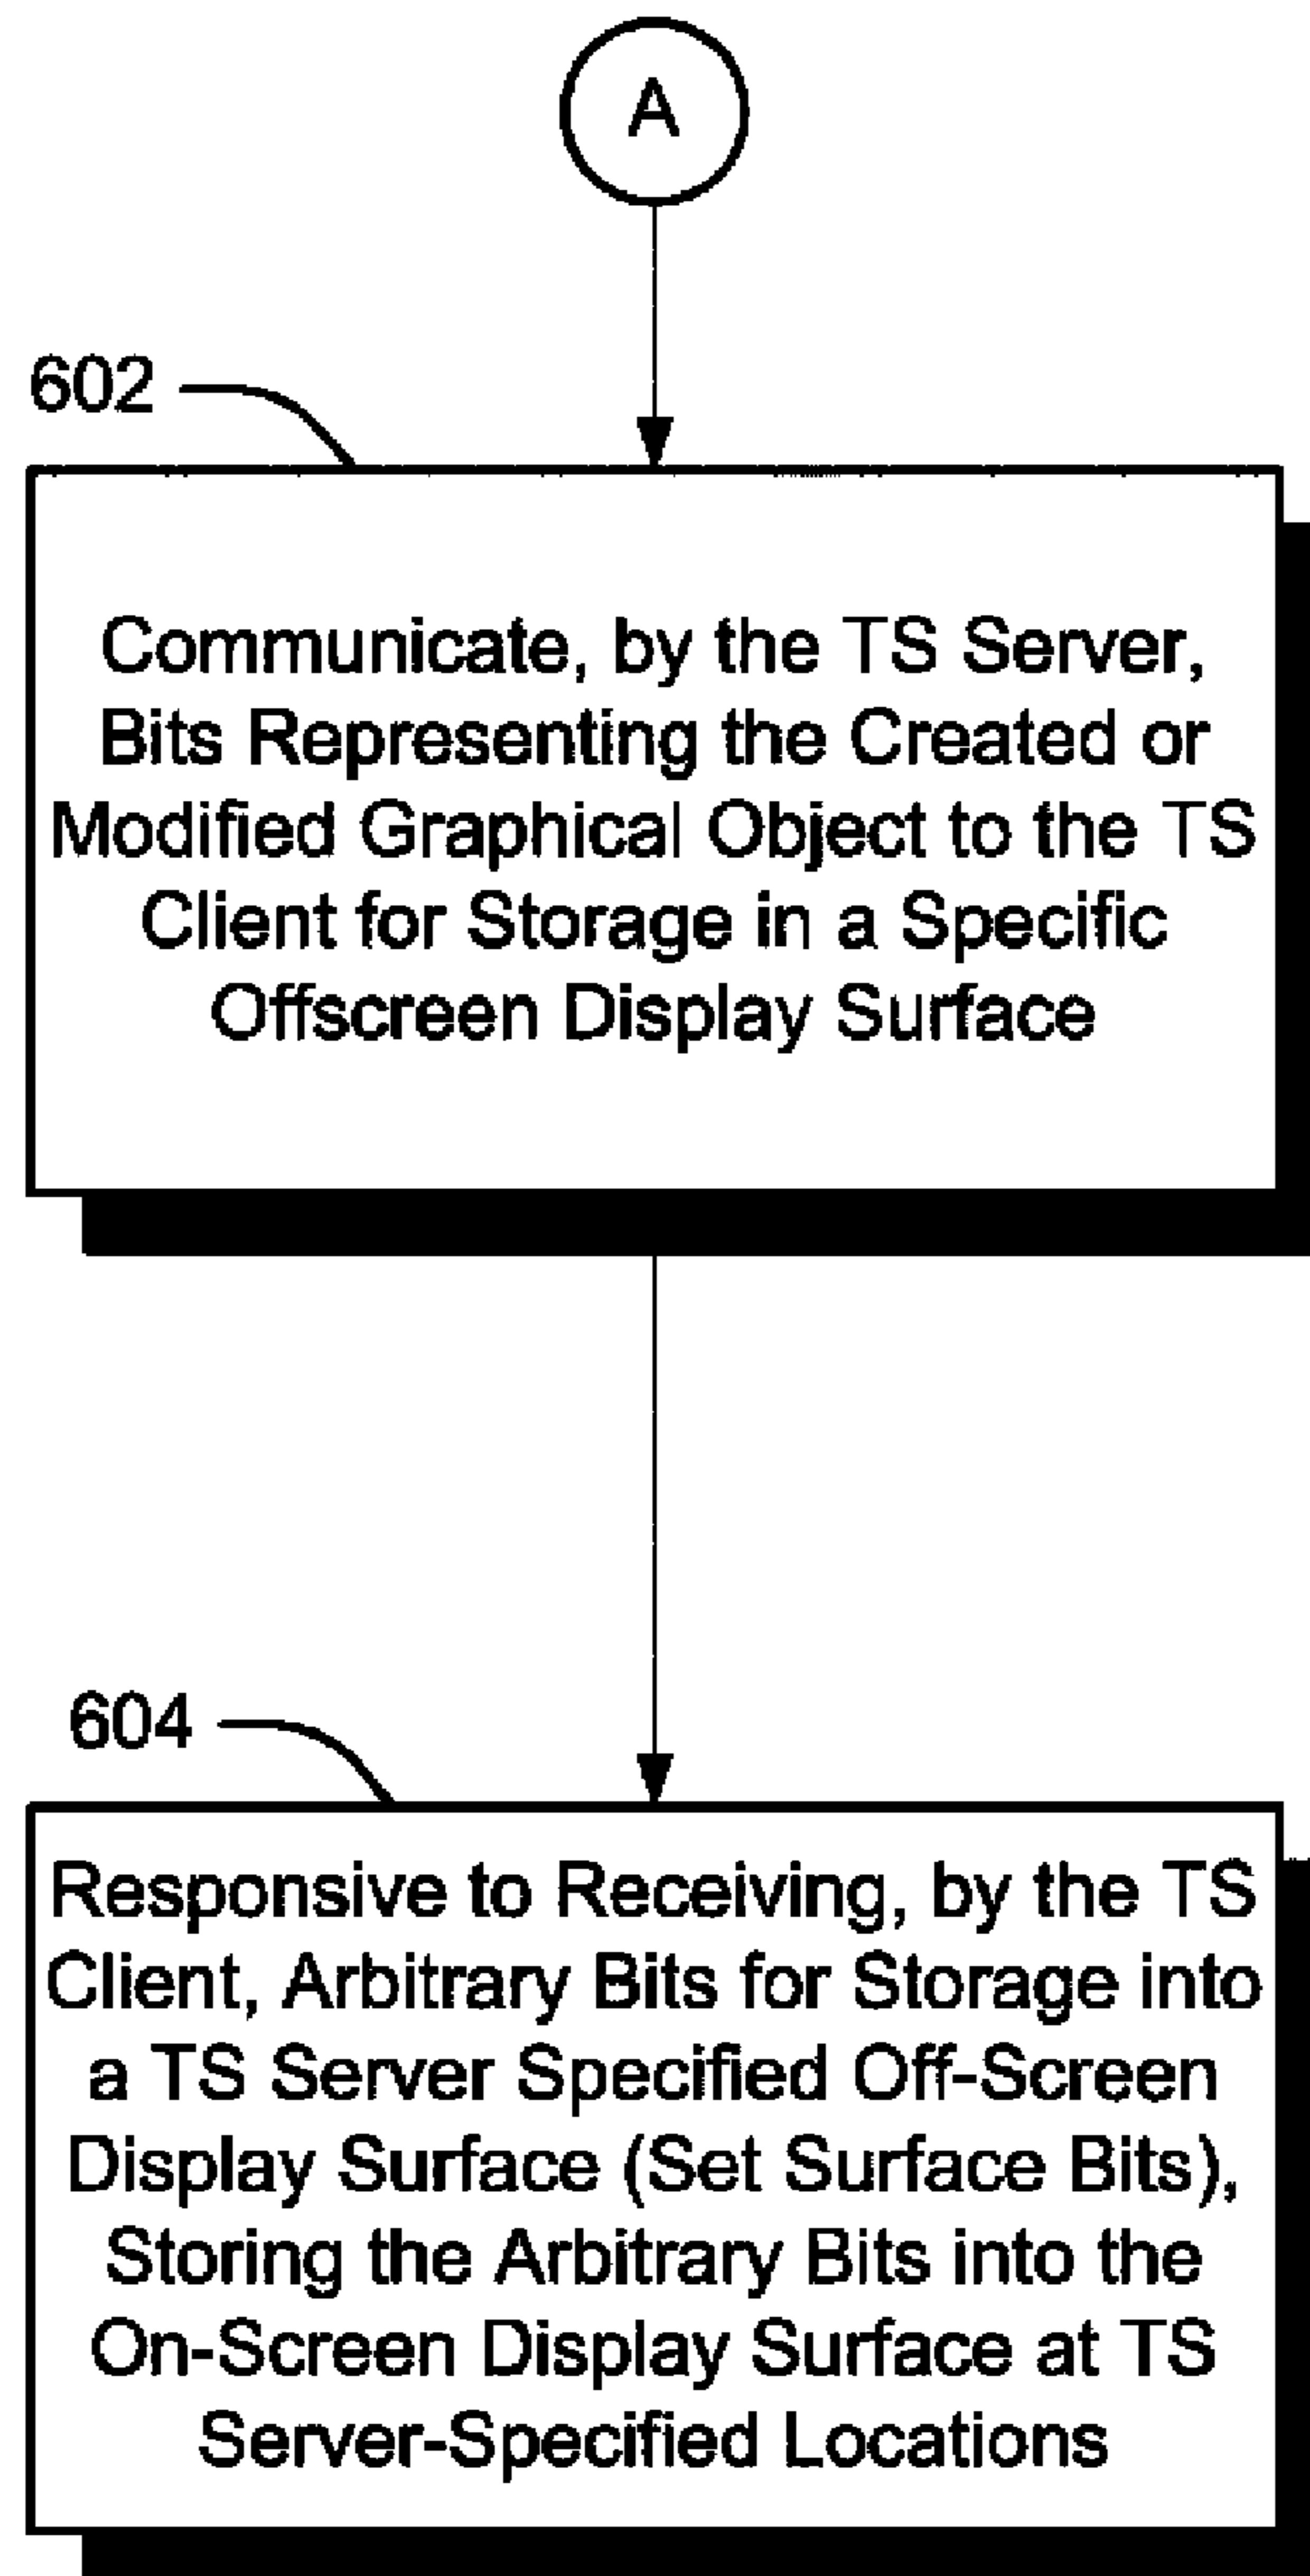 A
602
Communicate, by the TS Server,
Bits Representing the Created or
Modified Graphical Object to the TS
Client for Storage in a Specific
Offscreen Display Surface
604
Responsive to Receiving, by the TS
Client, Arbitrary Bits for Storage into
a TS Server Specified Off-Screen
Display Surface (Set Surface Bits),
Storing the Arbitrary Bits into the
On-Screen Display Surface at TS
Server-Specified Locations